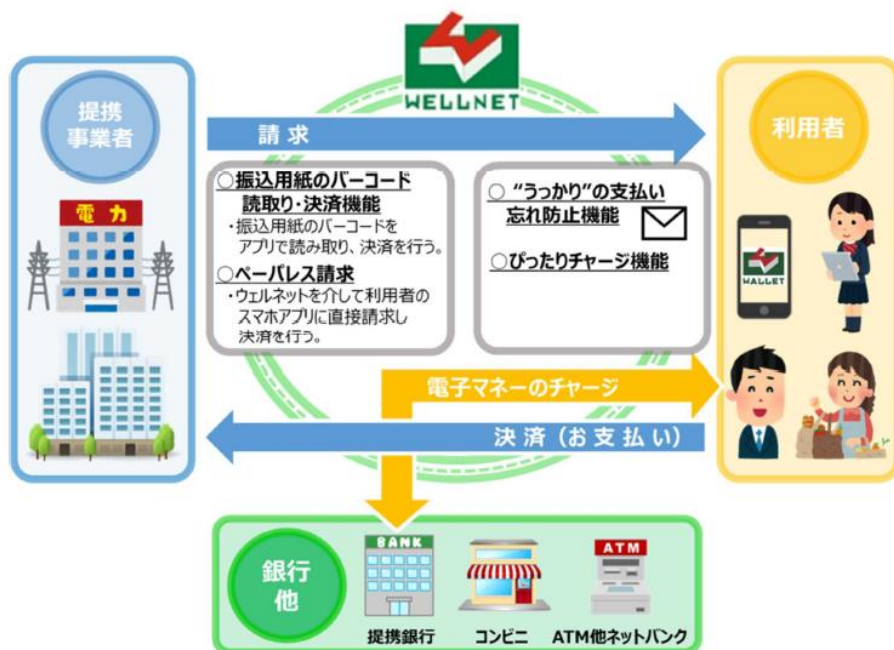 WELLNET
提携
事業者
請求
利用者
電力
○振込用紙のバーコード
読取り・決済機能
・振込用紙のバーコードを
アプリで読み取り、決済を行う。
○ペーパレス請求
・ウェルネットを介して利用者の
スマホアプリに直接請求し
決済を行う。
○ “うっかり”の支払い
忘れ防止機能
○ぴったりチャージ機能
WALLET
電子マネーのチャージ
決済（お支払い）
銀行
他
BANK
ATM
提携銀行
コンビニ
ATM他ネットバンク